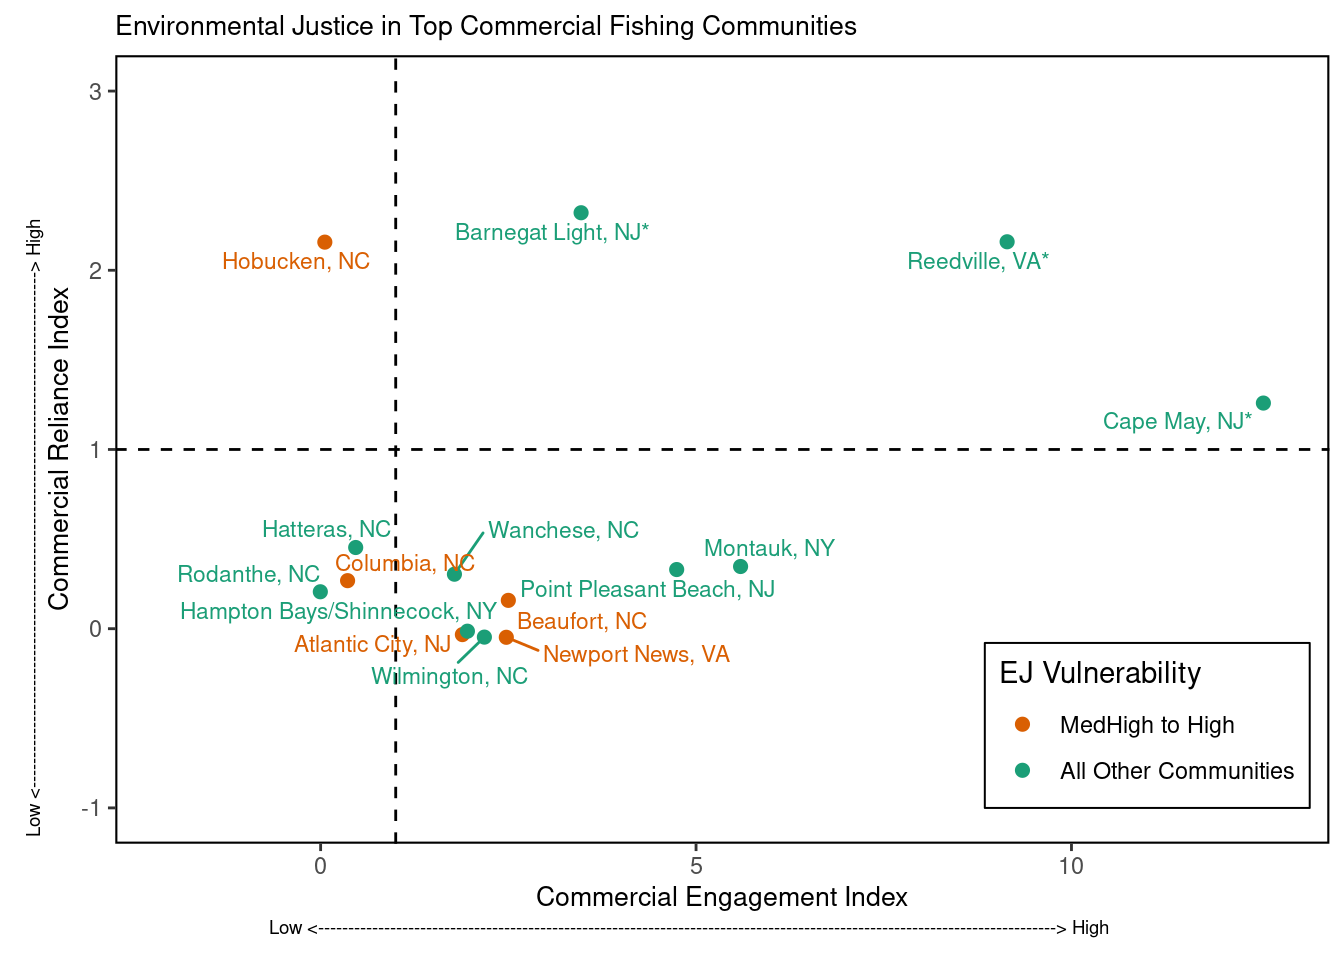 Environmental Justice in Top Commercial Fishing Communities
3
2
1
0
-1
Low <---------------------------------------------------------------------------------------------> High
Commercial Reliance Index
Barnegat Light, NJ*
Hobucken, NC
Reedville, VA*
Cape May, NJ*
Hatteras, NC
Wanchese, NC
Montauk, NY
Columbia, NC
Rodanthe, NC
Point Pleasant Beach, NJ
Hampton Bays/Shinnecock, NY
Beaufort, NC
Atlantic City, NJ
Newport News, VA
Wilmington, NC
EJ Vulnerability
MedHigh to High
All Other Communities
0
5
10
Commercial Engagement Index
Low <---------------------------------------------------------------------------------------------------------------------------> High